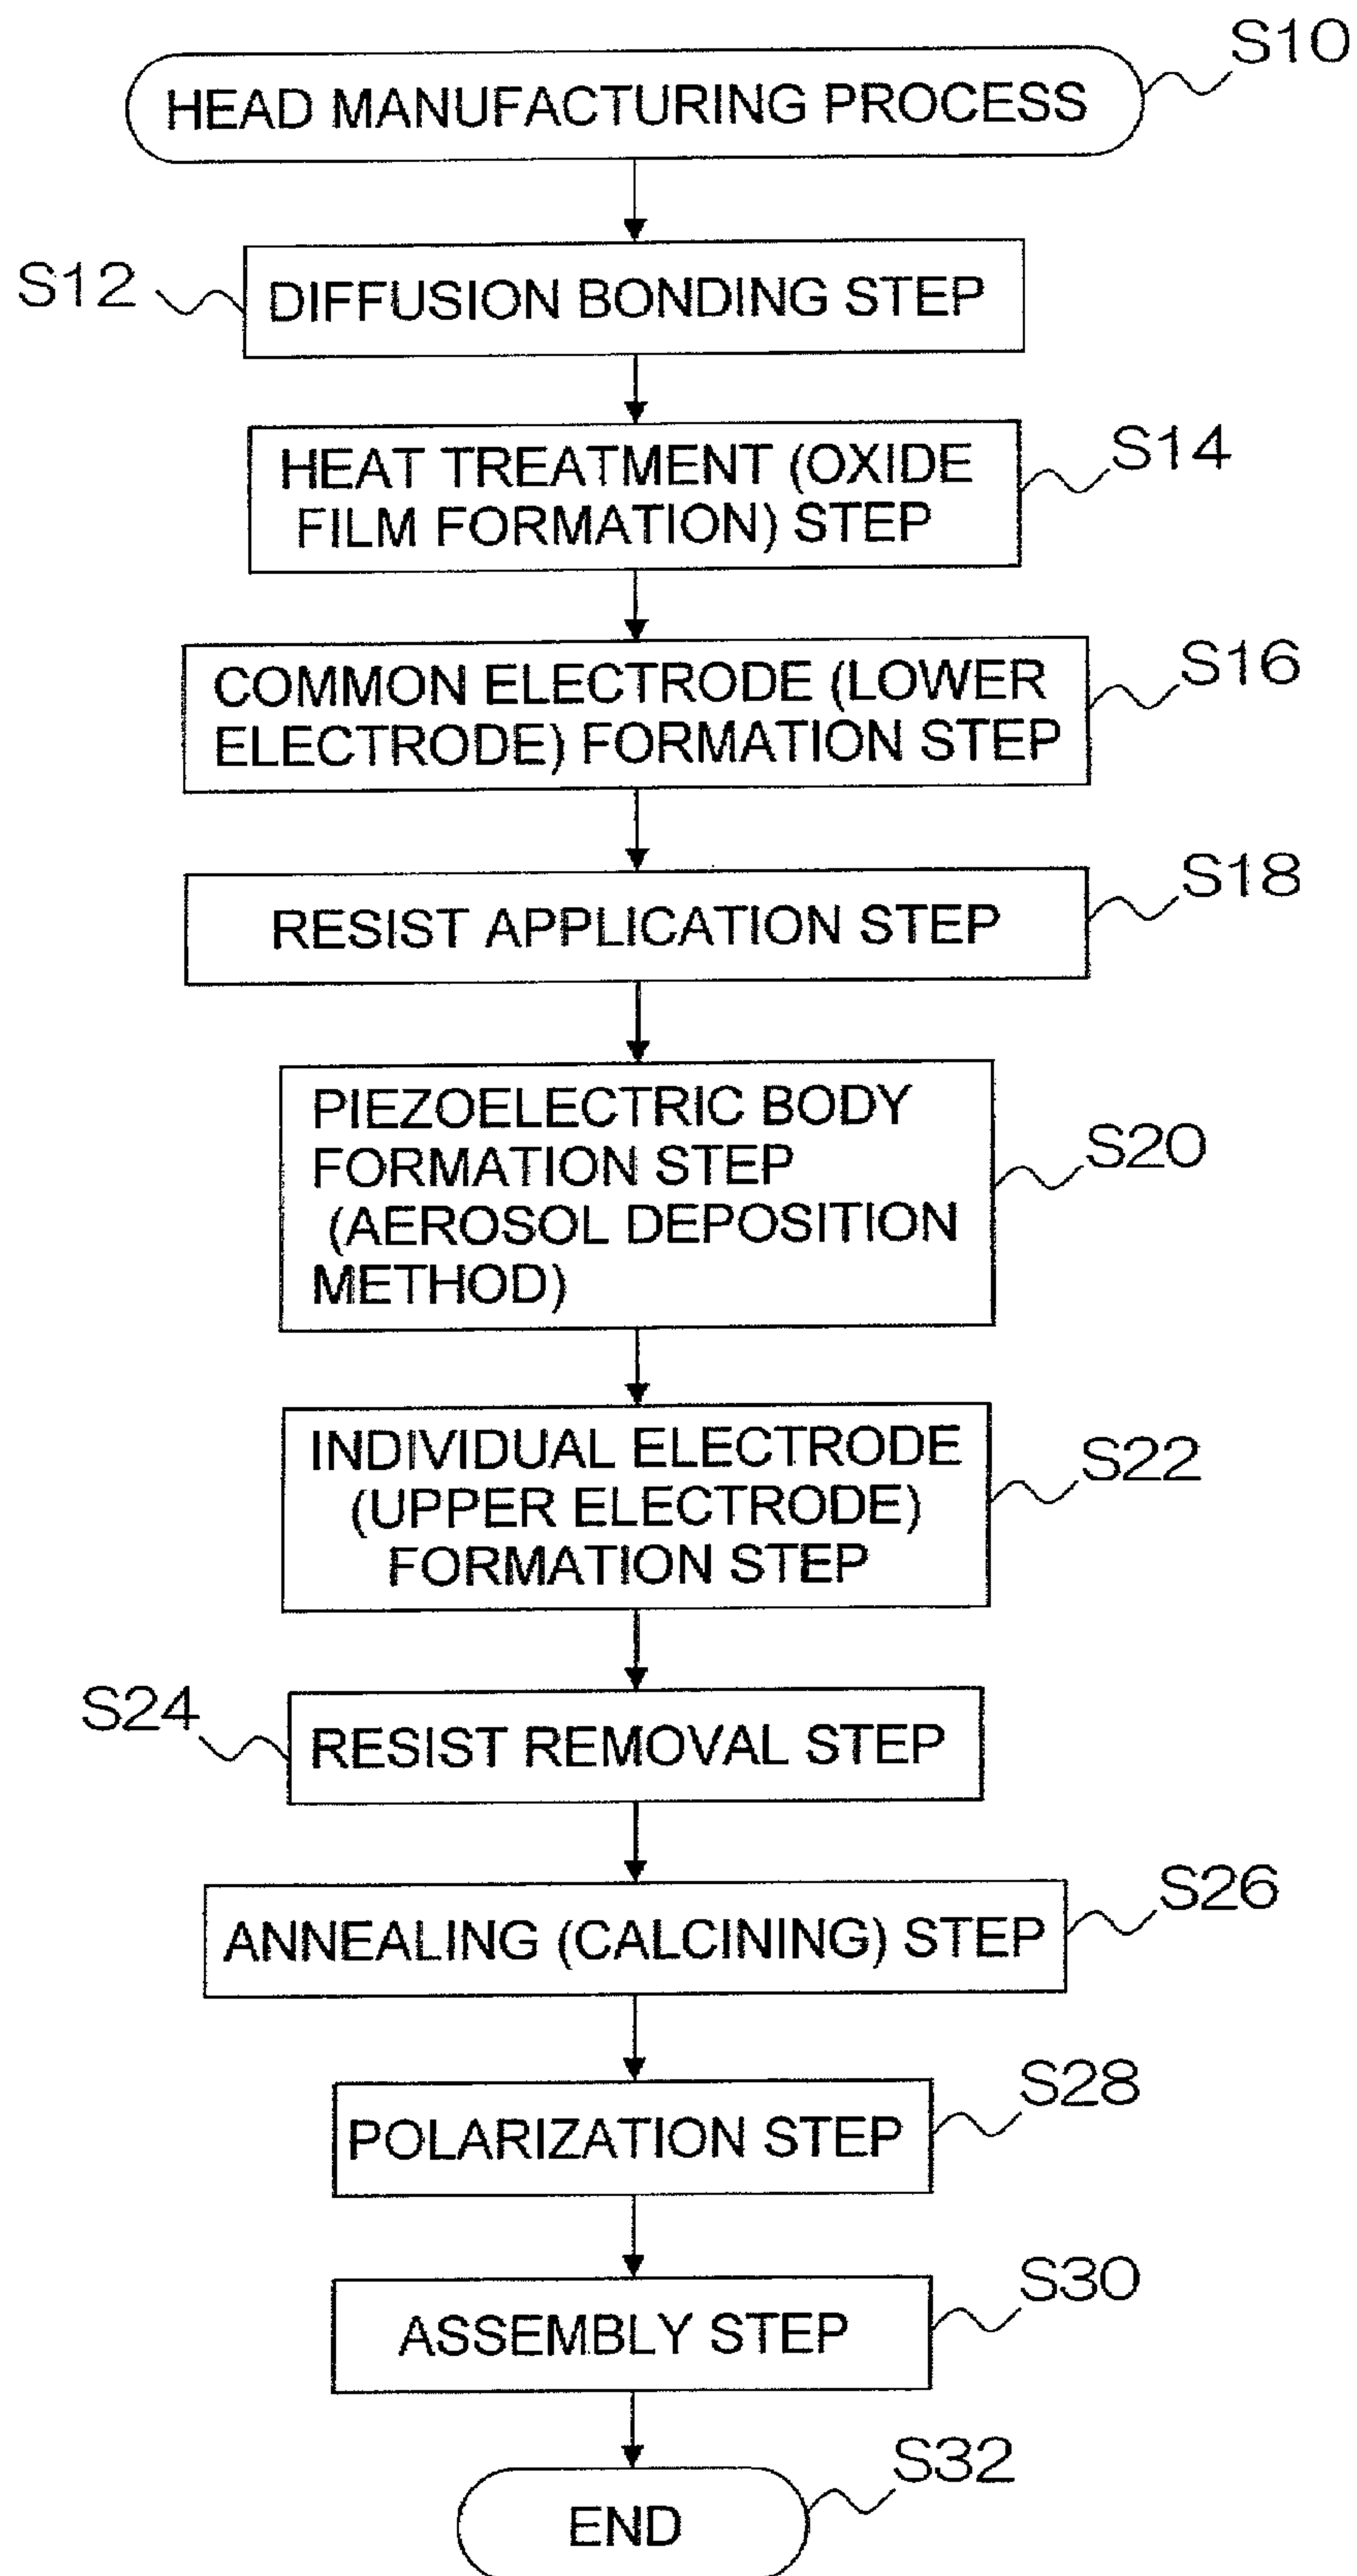 S10
HEAD MANUFACTURING PROCESS
S12
DIFFUSION BONDING STEP
S14
HEAT TREATMENT (OXIDE
FILM FORMATION) STEP
S16
COMMON ELECTRODE (LOWER
ELECTRODE) FORMATION STEP
S18
RESIST APPLICATION STEP
PIEZOELECTRIC BODY
S20
FORMATION STEP
(AEROSOL DEPOSITION
METHOD)
INDIVIDUAL ELECTRODE
S22
(UPPER ELECTRODE)
FORMATION STEP
S24
RESIST REMOVAL STEP
S26
ANNEALING (CALCINING) STEP
S28
POLARIZATION STEP
S30
ASSEMBLY STEP
S32
END